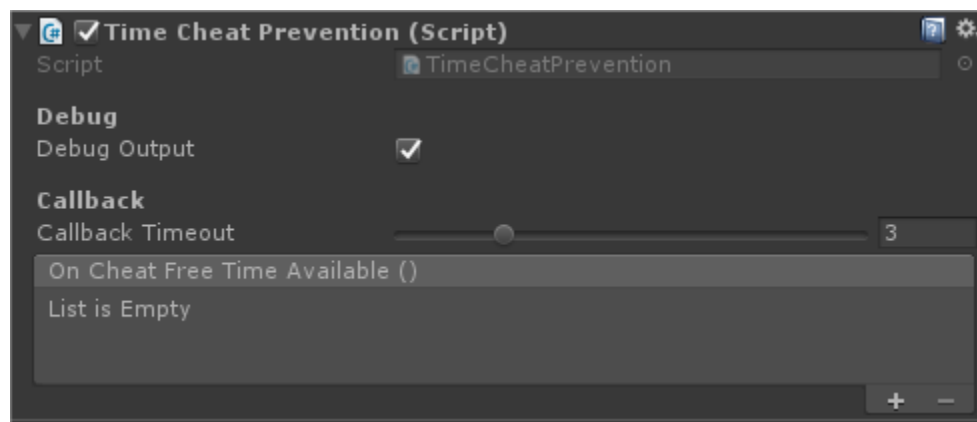 Time Cheat Prevention (Script)
Script TimeCheatPrevention
Debug
Debug Output
Callback
Callback Timeout 3
On Cheat Free Time Available ()
List is Empty